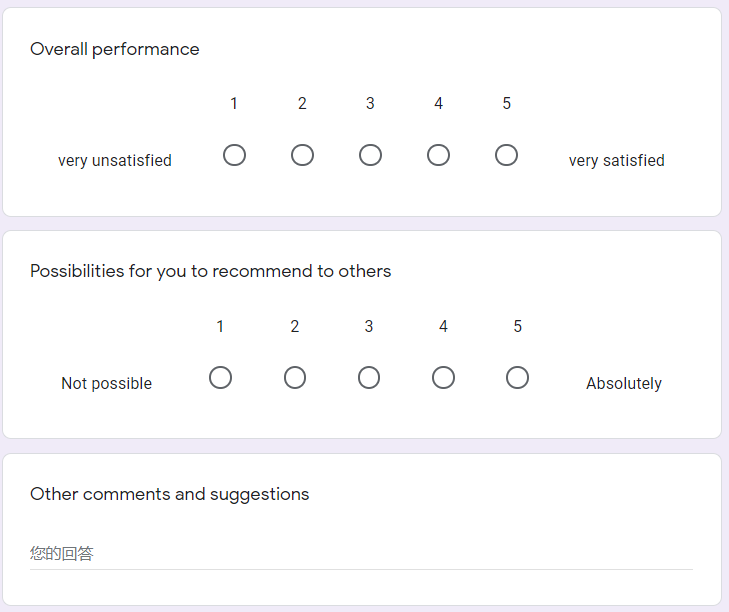 Overall performance
1 2 3 4 5
very unsatisfied very satisfied
Possibilities for you to recommend to others
1 2 3 4 5
Not possible Absolutely
Other comments and suggestions
您的回答